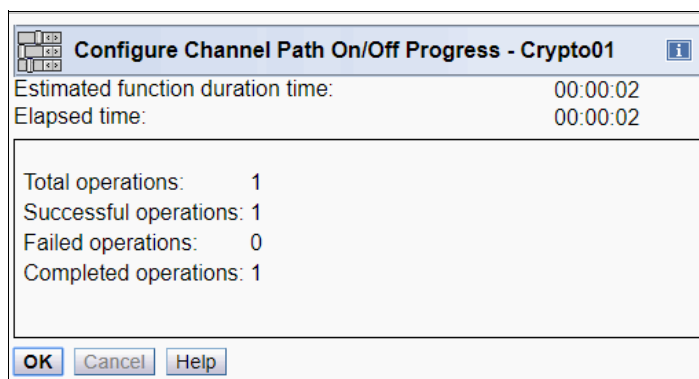 Configure Channel Path On/Off Progress - Crypto01 i
Estimated function duration time: 00:00:02
Elapsed time: 00:00:02
Total operations: 1
Successful operations: 1
Failed operations: 0
Completed operations: 1
OK Cancel Help